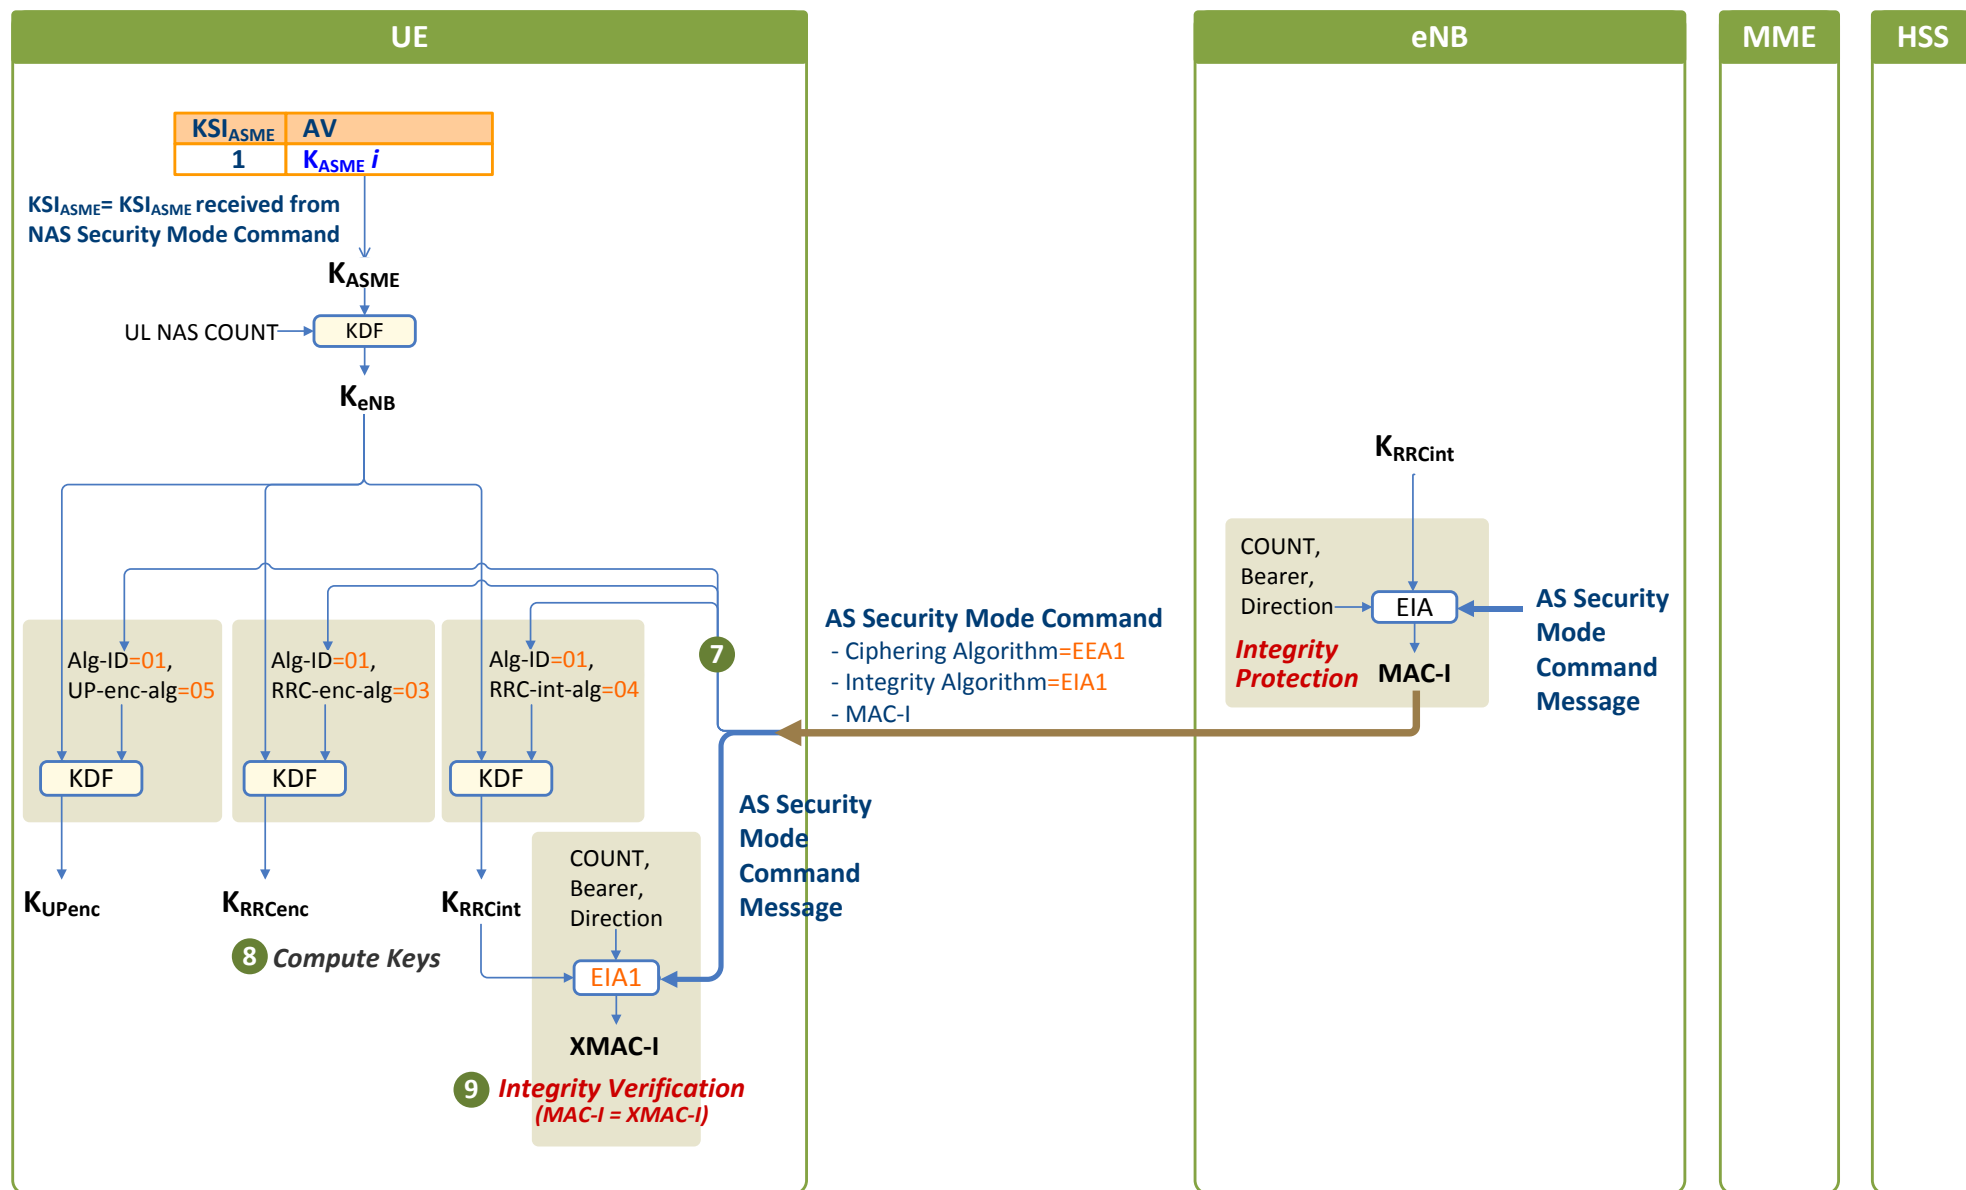 UE
eNB
MME
HSS
KSIASME AV
1 KASME i
KSIASME= KSIASME received from
NAS Security Mode Command
KASME
UL NAS COUNT
KDF
KeNB
Alg-ID=01,
UP-enc-alg=05
KDF
KUPenc
Alg-ID=01,
RRC-enc-alg=03
KDF
KRRCenc
Alg-ID=01,
RRC-int-alg=04
KDF
KRRCint
7
8 Compute Keys
COUNT,
Bearer,
Direction
EIA1
XMAC-I
9 Integrity Verification
(MAC-I = XMAC-I)
AS Security
Mode
Command
Message
AS Security Mode Command
- Ciphering Algorithm=EEA1
- Integrity Algorithm=EIA1
- MAC-I
KRRCint
COUNT,
Bearer,
Direction
EIA
Integrity
Protection
MAC-I
AS Security
Mode
Command
Message